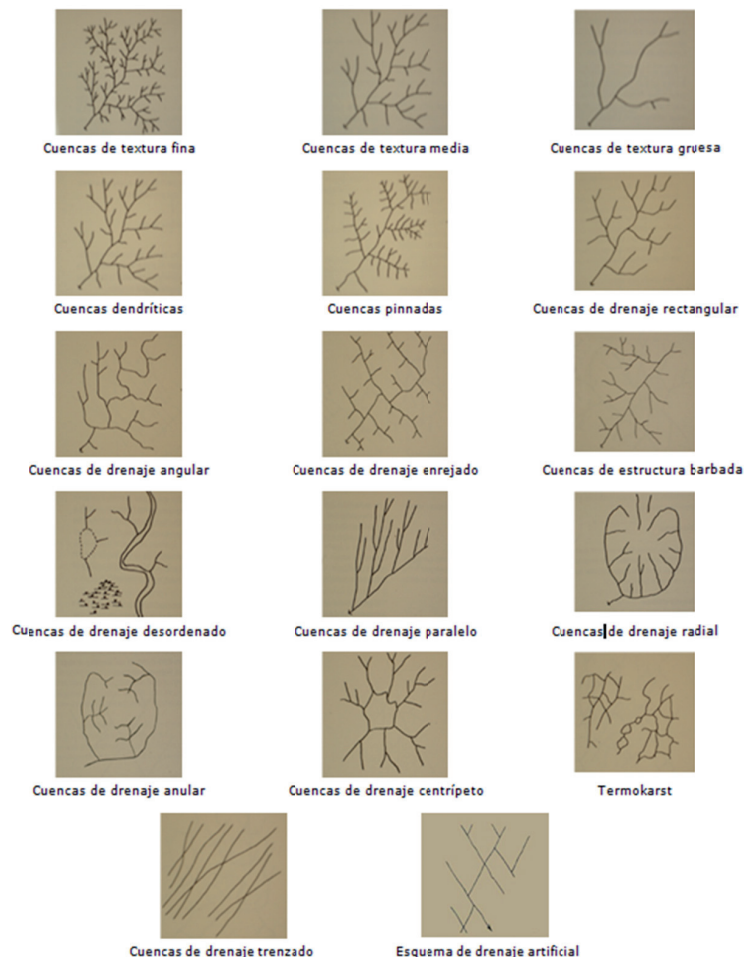 Cuencas de textura fina
Cuencas de textura media
Cuencas de textura gruesa
Cuencas dendríticas
Cuencas pinnadas
Cuencas de drenaje rectangular
Cuencas de drenaje angular
Cuencas de drenaje enrejado
Cuencas de estructura barbada
Cuencas de drenaje desordenado
Cuencas de drenaje paralelo
Cuencas de drenaje radial
Cuencas de drenaje anular
Cuencas de drenaje centrípeto
Termokarst
Cuencas de drenaje trenzado
Esquema de drenaje artificial